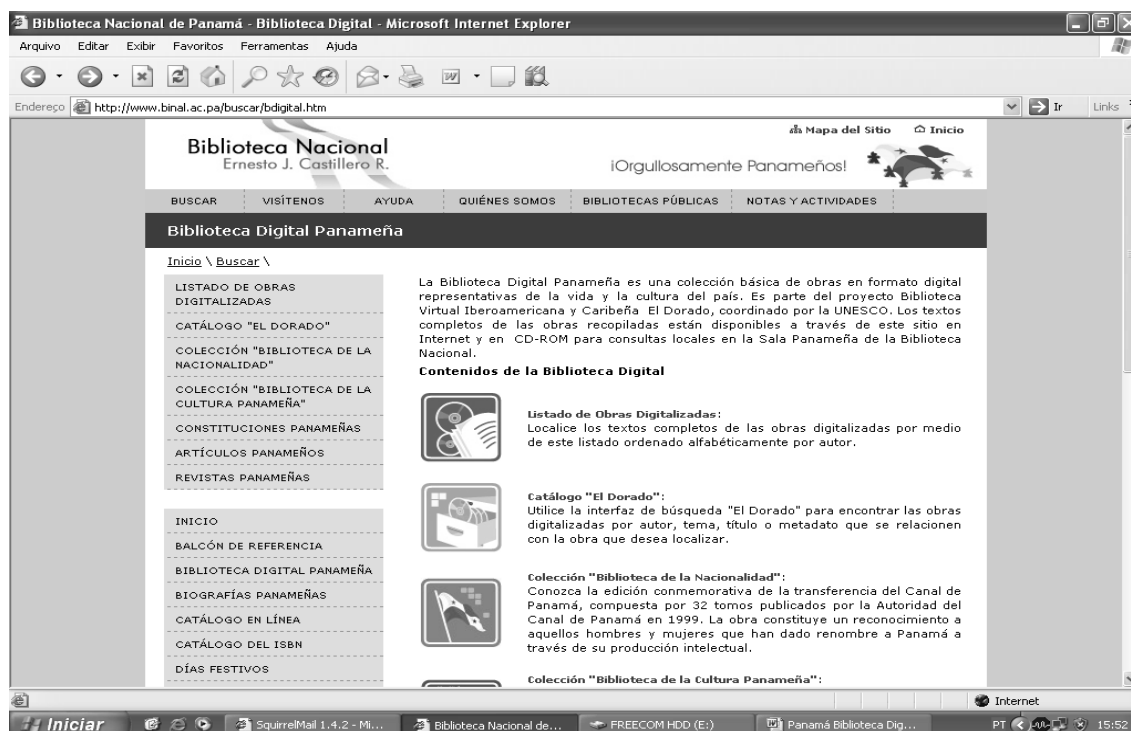 Biblioteca Nacional de Panamá - Biblioteca Digital - Microsoft Internet Explorer
Arquivo Editar Exibir Favoritos Ferramentas Ajuda
Endereço http://www.binal.ac.pa/buscar/bdigital.htm Ir Links
Mapa del Sitio Inicio
Biblioteca Nacional
Ernesto J. Castillero R.
¡Orgullosamente Panameños!
BUSCAR VISÍTENOS AYUDA QUIÉNES SOMOS BIBLIOTECAS PÚBLICAS NOTAS Y ACTIVIDADES
Biblioteca Digital Panameña
Inicio \ Buscar \
LISTADO DE OBRAS
DIGITALIZADAS
CATÁLOGO "EL DORADO"
COLECCIÓN "BIBLIOTECA DE LA
NACIONALIDAD"
COLECCIÓN "BIBLIOTECA DE LA
CULTURA PANAMEÑA"
CONSTITUCIONES PANAMEÑAS
ARTÍCULOS PANAMEÑOS
REVISTAS PANAMEÑAS
INICIO
BALCÓN DE REFERENCIA
BIBLIOTECA DIGITAL PANAMEÑA
BIOGRAFÍAS PANAMEÑAS
CATÁLOGO EN LÍNEA
CATÁLOGO DEL ISBN
DÍAS FESTIVOS
La Biblioteca Digital Panameña es una colección básica de obras en formato digital
representativas de la vida y la cultura del país. Es parte del proyecto Biblioteca
Virtual Iberoamericana y Caribeña El Dorado, coordinado por la UNESCO. Los textos
completos de las obras recopiladas están disponibles a través de este sitio en
Internet y en CD-ROM para consultas locales en la Sala Panameña de la Biblioteca
Nacional.
Contenidos de la Biblioteca Digital
Listado de Obras Digitalizadas:
Localice los textos completos de las obras digitalizadas por medio
de este listado ordenado alfabéticamente por autor.
Catálogo "El Dorado":
Utilice la interfaz de búsqueda "El Dorado" para encontrar las obras
digitalizadas por autor, tema, título o metadato que se relacionen
con la obra que desea localizar.
Colección "Biblioteca de la Nacionalidad":
Conozca la edición conmemorativa de la transferencia del Canal de
Panamá, compuesta por 32 tomos publicados por la Autoridad del
Canal de Panamá en 1999. La obra constituye un reconocimiento a
aquellos hombres y mujeres que han dado renombre a Panamá a
través de su producción intelectual.
Colección "Biblioteca de la Cultura Panameña":
Internet
Iniciar SquirrelMail 1.4.2 - Mi... Biblioteca Nacional de... FREECOM HDD (E:) Panamá Biblioteca Dig... PT 15:52